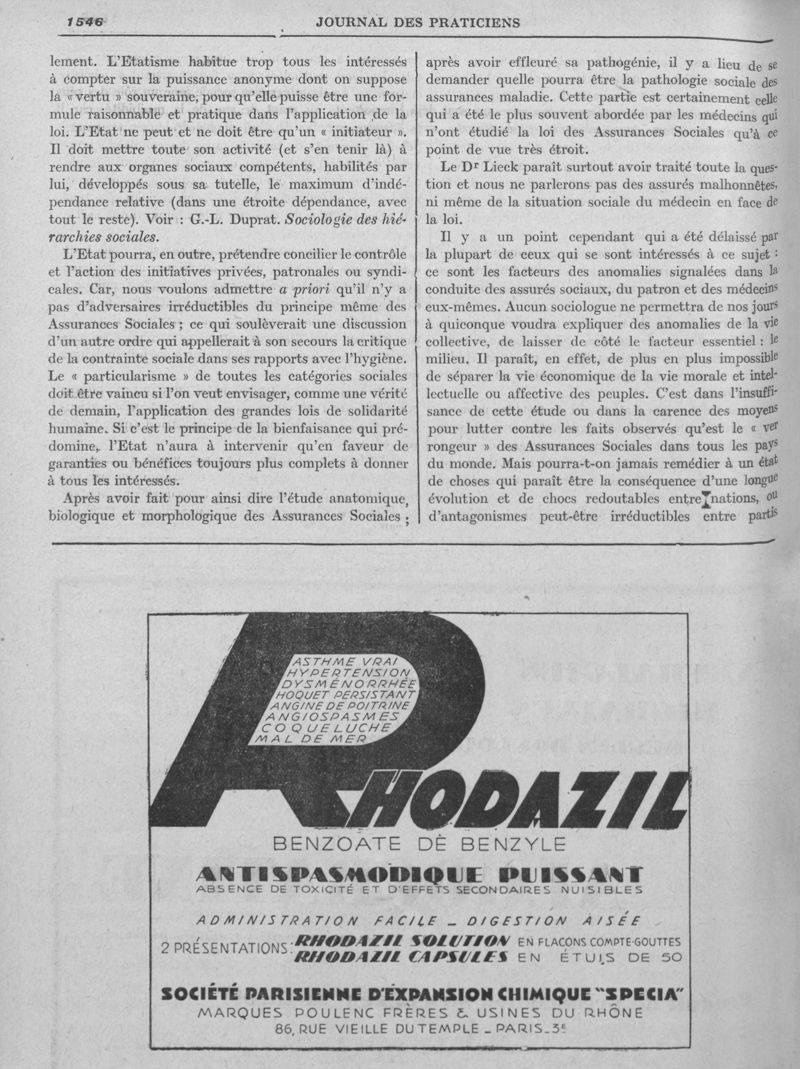 1546
JOURNAL DES PRATICIENS
lement. L'Etatisme habitue trop tous les intéressés
à compter sur la puissance anonyme dont on suppose
la « vertu » souveraine, pour qu'elle puisse être une for-
mule raisonnable et pratique dans l'application de la
loi. L'Etat ne peut et ne doit être qu'un « initiateur ».
Il doit mettre toute son activité (et s'en tenir là) à
rendre aux organes sociaux compétents, habilités par
lui, développés sous sa tutelle, le maximum d'indé-
pendance relative (dans une étroite dépendance, avec
tout le reste). Voir : G.-L. Duprat. Sociologie des hié-
rarchies sociales.
L'Etat pourra, en outre, prétendre concilier le contrôle
et l'action des initiatives privées, patronales ou syndi-
cales. Car, nous voulons admettre a priori qu'il n'y a
pas d'adversaires irréductibles du principe même des
Assurances Sociales ; ce qui soulèverait une discussion
d'un autre ordre qui appellerait à son secours la critique
de la contrainte sociale dans ses rapports avec l'hygiène.
Le « particularisme » de toutes les catégories sociales
doit être vaincu si l'on veut envisager, comme une vérité
de demain, l'application des grandes lois de solidarité
humaine. Si c'est le principe de la bienfaisance qui pré-
domine, l'Etat n'aura à intervenir qu'en faveur de
garanties ou bénéfices toujours plus complets à donner
à tous les intéressés.
Après avoir fait pour ainsi dire l'étude anatomique,
biologique et morphologique des Assurances Sociales ;
après avoir effleuré sa pathogénie, il y a lieu de se
demander quelle pourra être la pathologie sociale des
assurances maladie. Cette partie est certainement celle
qui a été le plus souvent abordée par les médecins qui
n'ont étudié la loi des Assurances Sociales qu'à ce
point de vue très étroit.
Le Dr Lieck paraît surtout avoir traité toute la ques-
tion et nous ne parlerons pas des assurés malhonnêtes,
ni même de la situation sociale du médecin en face de
la loi.
Il y a un point cependant qui a été délaissé par
la plupart de ceux qui se sont intéressés à ce sujet :
ce sont les facteurs des anomalies signalées dans la
conduite des assurés sociaux, du patron et des médecins
eux-mêmes. Aucun sociologue ne permettra de nos jours
à quiconque voudra expliquer des anomalies de la vie
collective, de laisser de côté le facteur essentiel : le
milieu. Il paraît, en effet, de plus en plus impossible
de séparer la vie économique de la vie morale et intel-
lectuelle ou affective des peuples. C'est dans l'insuffi-
sance de cette étude ou dans la carence des moyens
pour lutter contre les faits observés qu'est le « ver
rongeur » des Assurances Sociales dans tous les pays
du monde. Mais pourra-t-on jamais remédier à un état
de choses qui paraît être la conséquence d'une longue
évolution et de chocs redoutables entre nations, ou
d'antagonismes peut-être irréductibles entre partis
ASTHME VRAI
HYPERTENSION
DYSMÉNORRHÉE
HOQUET PERSISTANT
ANGINE DE POITRINE
ANGIOSPASMES
COQUELUCHE
MAL DE MER
RHODAZIL
BENZOATE DÉ BENZYLE
ANTISPASMODIQUE PUISSANT
ABSENCE DE TOXICITÉ ET D'EFFETS SECONDAIRES NUISIBLES
ADMINISTRATION FACILE _ DIGESTION AISÉE
2 PRÉSENTATIONS: RHODAZIL SOLUTION EN FLACONS COMPTE-GOUTTES
RHODAZIL CAPSULES EN ÉTUIS DE 50
SOCIÉTÉ PARISIENNE D'EXPANSION CHIMIQUE "SPECIA"
MARQUES POULENC FRÈRES & USINES DU RHÔNE
86, RUE VIEILLE DU TEMPLE _ PARIS_3e